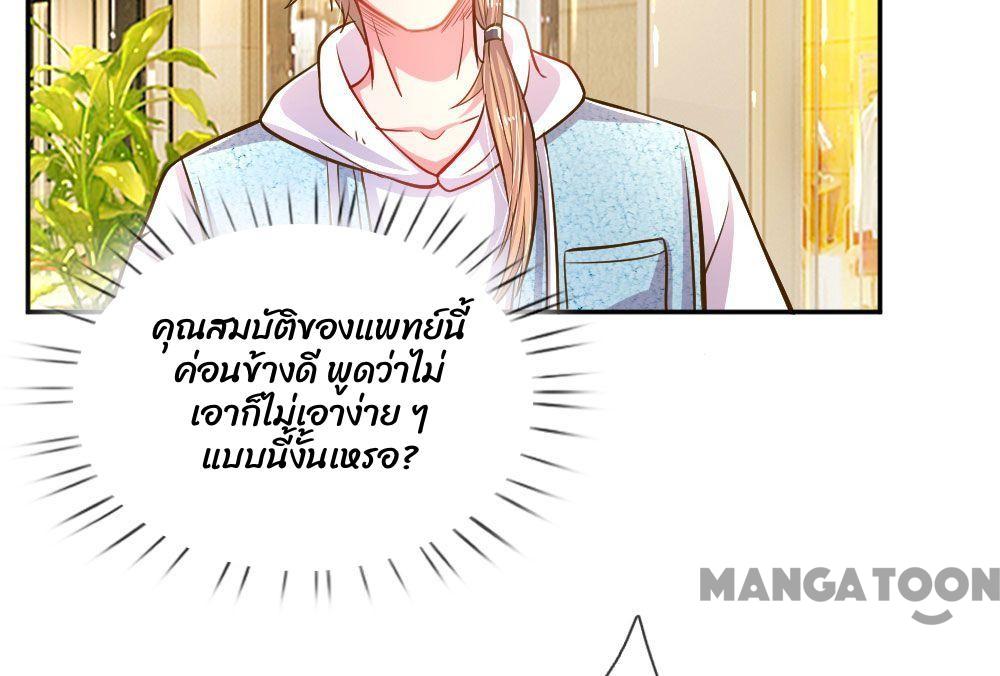 คุณสมบัติของแพทย์นี้
ค่อนข้างดี พูดว่าไม่
เอาก็ไม่เอาง่าย ๆ
แบบนี้งั้นเหรอ?
MANGATOON